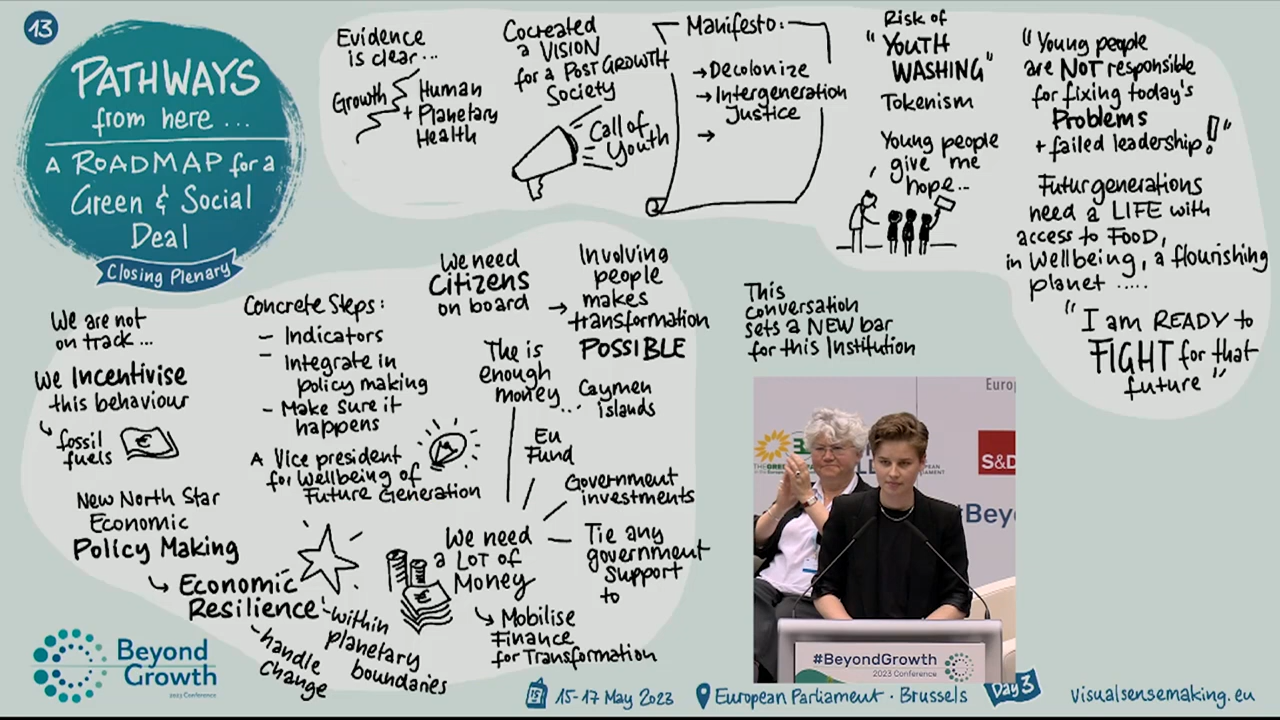 13
PATHWAYS
from here ...
A ROADMAP for a
Green & Social
Deal
Closing Plenary
Evidence
is clear...
Growth
Human
+ Planetary
Health
Cocreated
a VISION
for a POST GROWTH
Society
Call of
Youth
Manifesto:
→ Decolonize
→ Intergeneration
Justice
→
Risk of
"YOUTH
WASHING"
TOKENISM
Young people
give me
hope...
"Young people
are NOT responsible
for fixing today's
Problems
+ failed leadership!"
Futurgenerations
need a LIFE with
access to FOOD,
in Wellbeing, a flourishing
planet .....
"I am READY to
FIGHT for that
future"
We are not
on track ...
we Incentivise
this behaviour
fossil
fuels
€
New North Star
Economic
Policy Making
Economic
Resilience
- within
planetary
boundaries
- handle
change
Concrete Steps:
- Indicators
- Integrate in
policy making
- Make sure it
happens
A Vice president
for Wellbeing of
Future Generation
We need
Citizens
on board
→ Involving
people
makes
transformation
POSSIBLE
The is
enough
money...
Caymen
islands
Eu
Fund
Government
investments
We need
a LOT OF
Money
€
Tie any
government
support
to
Mobilise
Finance
for Transformation
This
conversation
sets a NEW bar
for this Institution
Europ
THE GREE
S&D
#Bey
#BeyondGrowth
2023 Conference
Beyond
Growth
2023 Conference
15
15-17 May 2023
European Parliament · Brussels
Day 3
visualsensemaking.eu